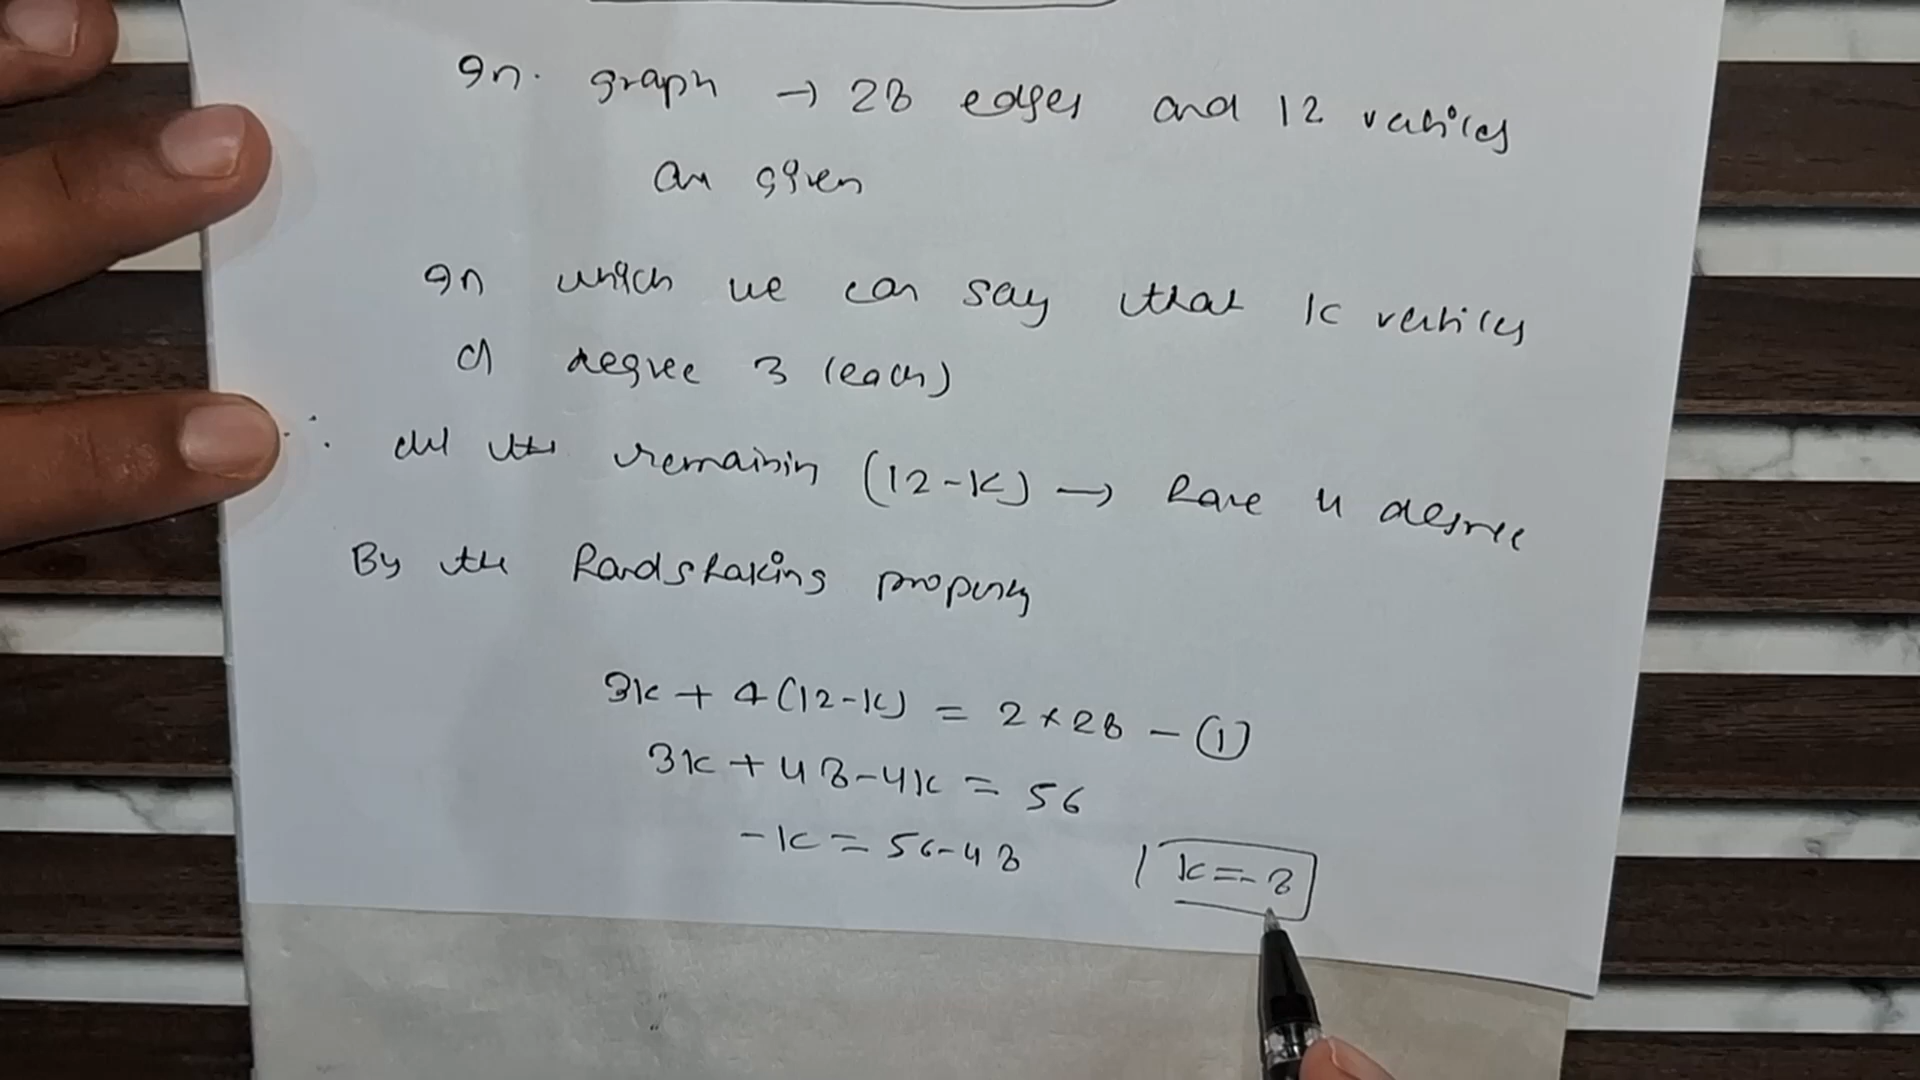 In. graph → 28 edges and 12 vertices
are given
In which we can say that k vertices
of degree 3 (each)
∴ all the remainin (12-k) → have 4 degree
By the Handshaking property
3k + 4(12-k) = 2×28 - ①
3k + 48-4k = 56
-k = 56-48 | k=-8